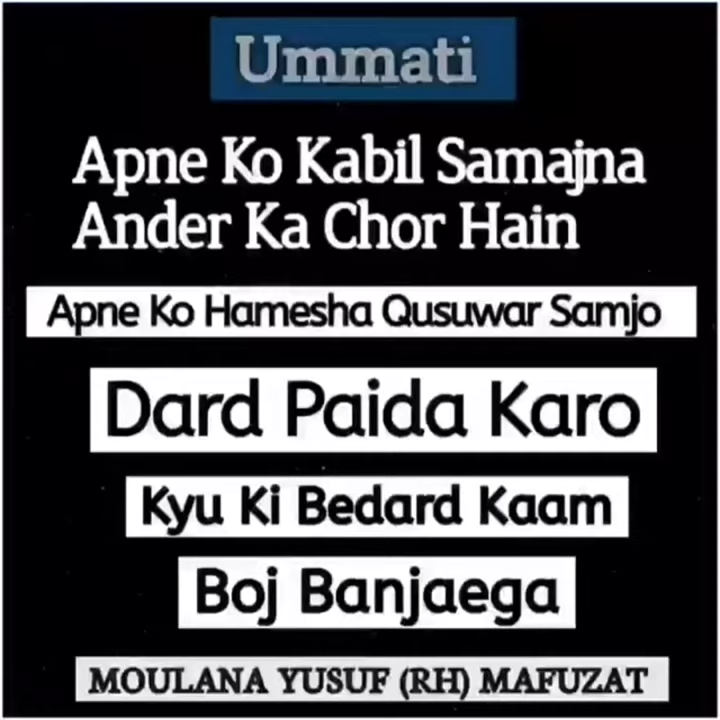 Ummati
Apne Ko Kabil Samajna
Ander Ka Chor Hain
Apne Ko Hamesha Qusuwar Samjo
Dard Paida Karo
Kyu Ki Bedard Kaam
Boj Banjaega
MOULANA YUSUF (RH) MAFUZAT